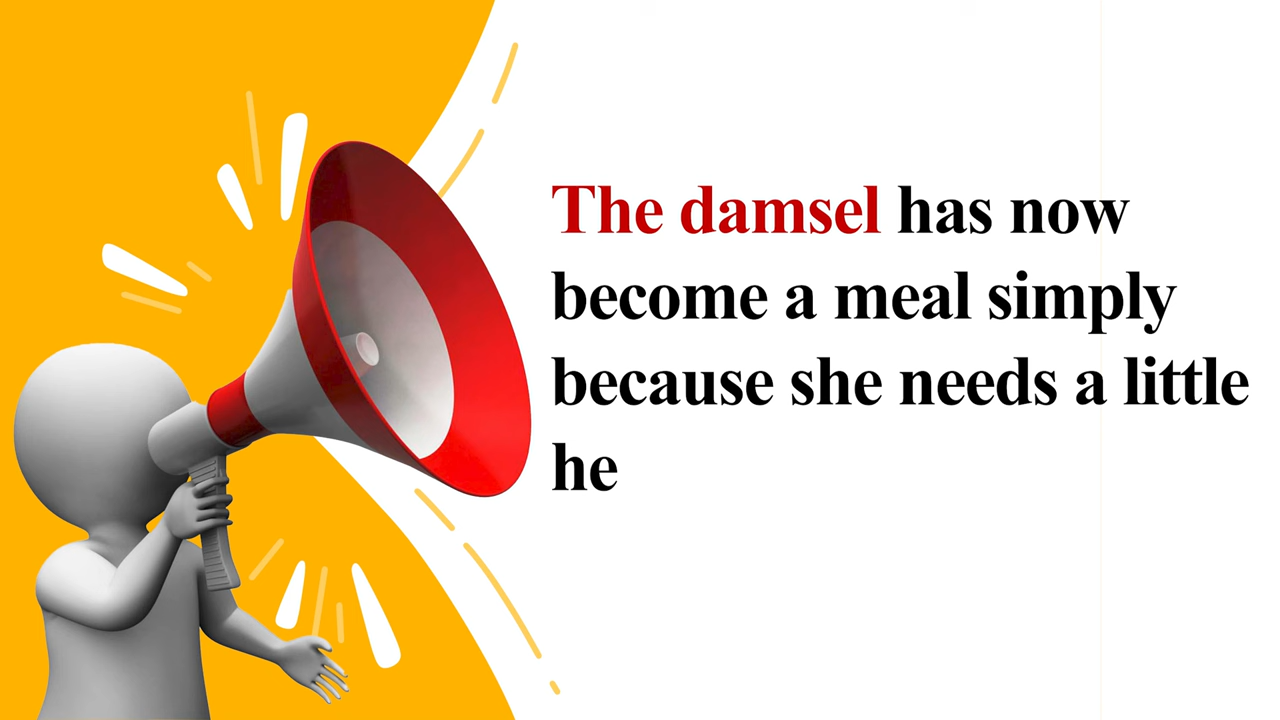 The damsel has now
become a meal simply
because she needs a little
he